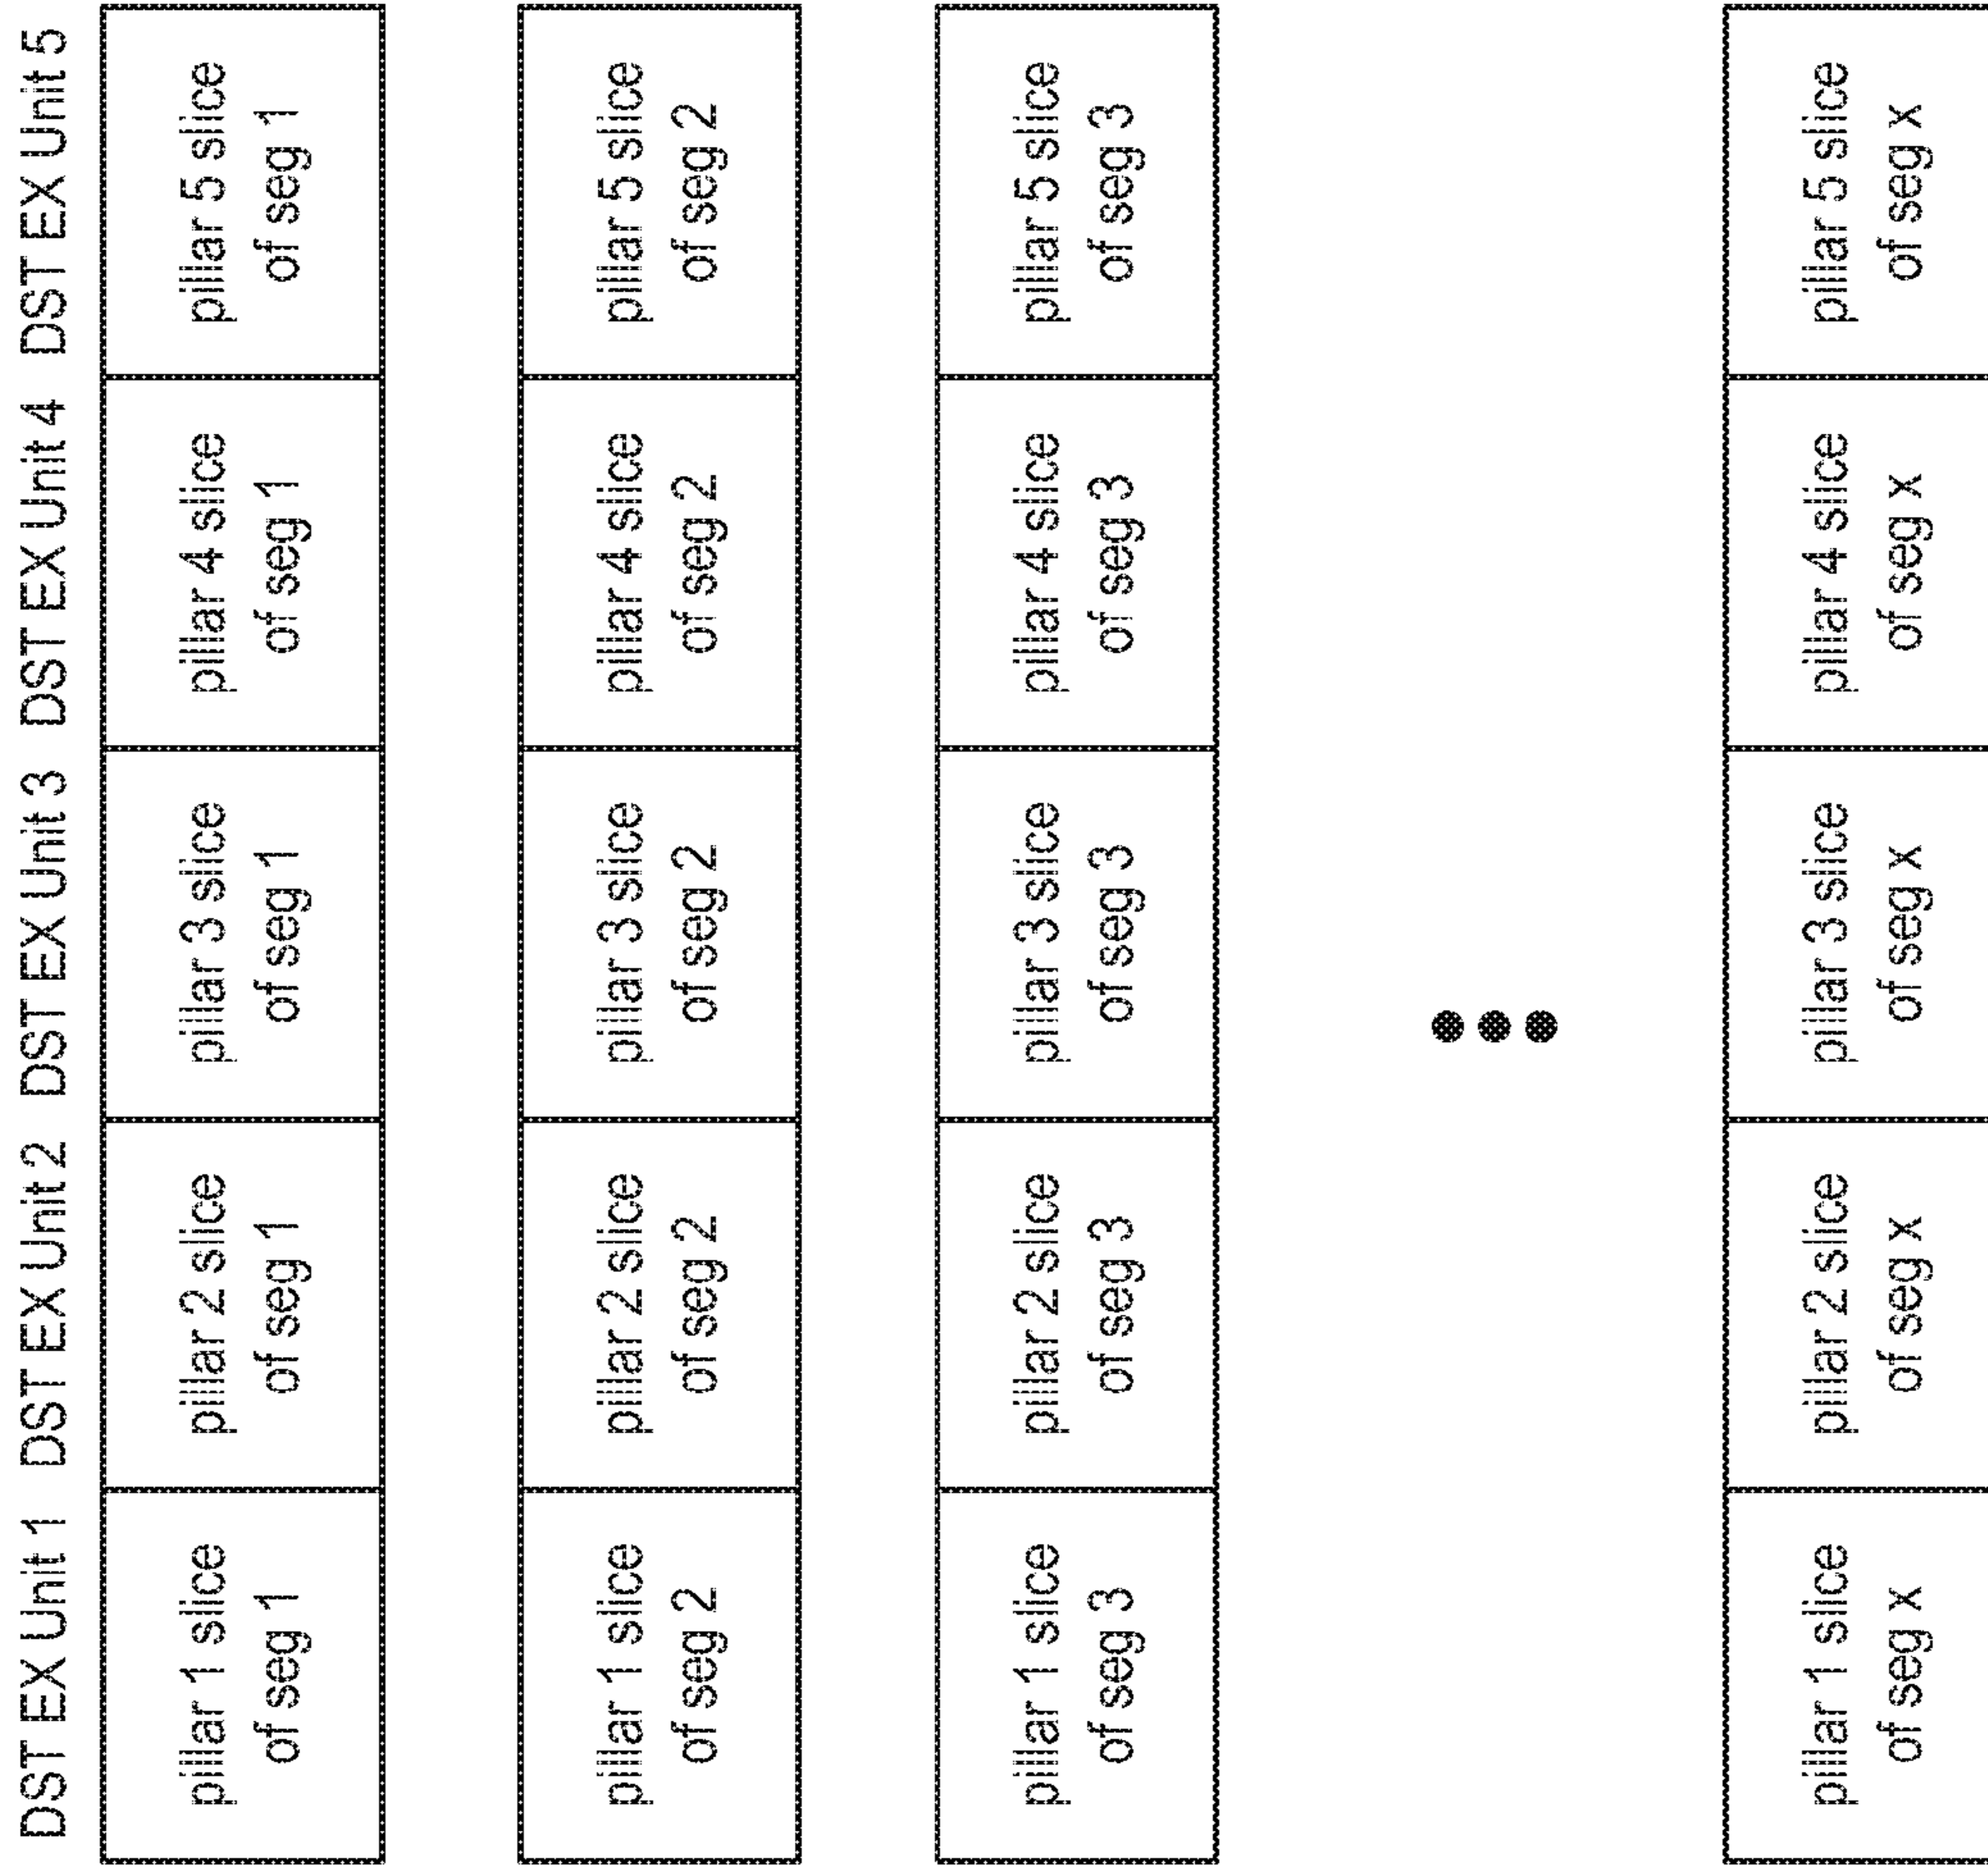 DST EX Unit 1 DST EX Unit 2 DST EX Unit 3 DST EX Unit 4 DST EX Unit 5
pillar 1 slice
of seg 1
pillar 2 slice
of seg 1
pillar 3 slice
of seg 1
pillar 4 slice
of seg 1
pillar 5 slice
of seg 1
pillar 1 slice
of seg 2
pillar 2 slice
of seg 2
pillar 3 slice
of seg 2
pillar 4 slice
of seg 2
pillar 5 slice
of seg 2
pillar 1 slice
of seg 3
pillar 2 slice
of seg 3
pillar 3 slice
of seg 3
pillar 4 slice
of seg 3
pillar 5 slice
of seg 3
pillar 1 slice
of seg x
pillar 2 slice
of seg x
pillar 3 slice
of seg x
pillar 4 slice
of seg x
pillar 5 slice
of seg x